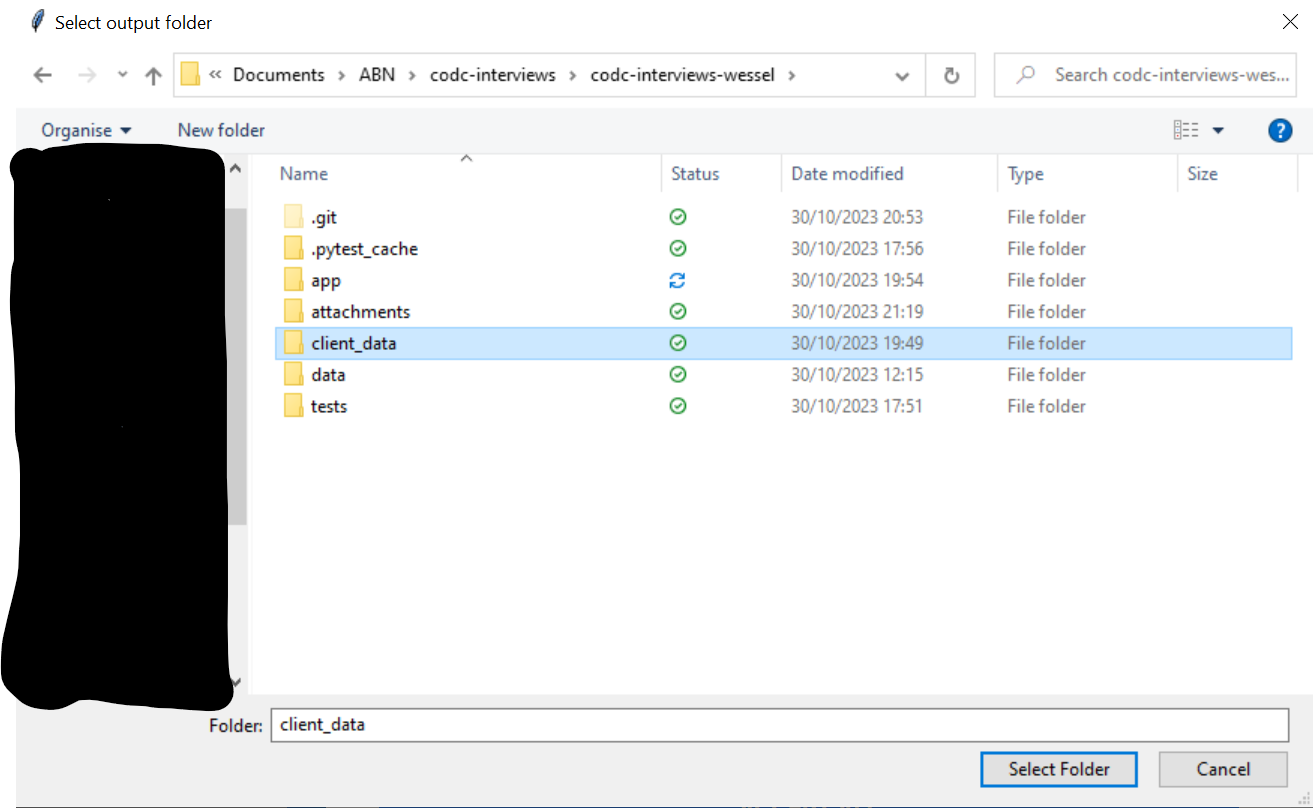 Select output folder
« Documents › ABN › codc-interviews › codc-interviews-wessel ›
Search codc-interviews-wes...
Organise New folder
?
Name Status Date modified Type Size
.git 30/10/2023 20:53 File folder
.pytest_cache 30/10/2023 17:56 File folder
app 30/10/2023 19:54 File folder
attachments 30/10/2023 21:19 File folder
client_data 30/10/2023 19:49 File folder
data 30/10/2023 12:15 File folder
tests 30/10/2023 17:51 File folder
Folder: client_data
Select Folder Cancel